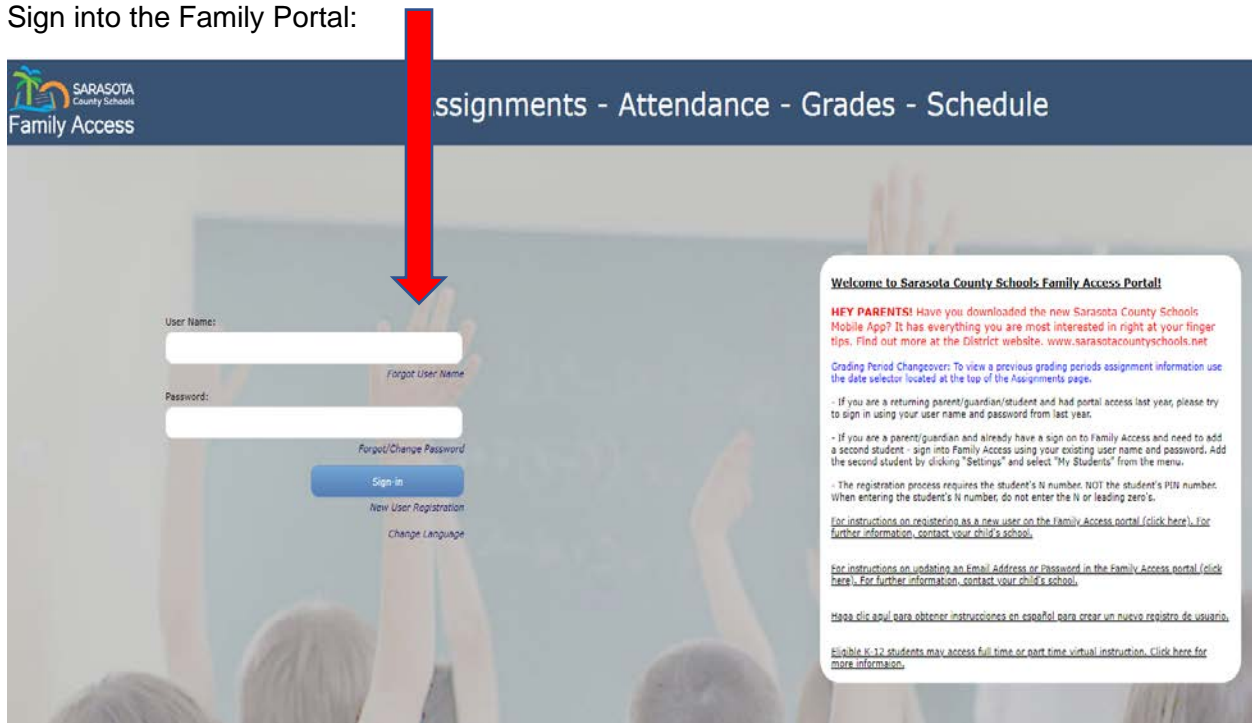 Sign into the Family Portal:
SARASOTA
County Schools
Family Access
ssignments - Attendance - Grades - Schedule
User Name:
Forgot User Name
Password:
Forgot/Change Password
Sign-in
New User Registration
Change Language
Welcome to Sarasota County Schools Family Access Portal!
HEY PARENTS! Have you downloaded the new Sarasota County Schools
Mobile App? It has everything you are most interested in right at your finger
tips. Find out more at the District website. www.sarasotacountyschools.net
Grading Period Changeover: To view a previous grading periods assignment information use
the date selector located at the top of the Assignments page.
- If you are a returning parent/guardian/student and had portal access last year, please try
to sign in using your user name and password from last year.
- If you are a parent/guardian and already have a sign on to Family Access and need to add
a second student - sign into Family Access using your existing user name and password. Add
the second student by clicking "Settings" and select "My Students" from the menu.
- The registration process requires the student's N number. NOT the student's PIN number.
When entering the student's N number, do not enter the N or leading zero's.
For instructions on registering as a new user on the Family Access portal (click here). For
further information, contact your child's school.
For instructions on updating an Email Address or Password in the Family Access portal (click
here). For further information, contact your child's school.
Haga clic aquí para obtener instrucciones en español para crear un nuevo registro de usuario.
Eligible K-12 students may access full time or part time virtual instruction. Click here for
more informaion.